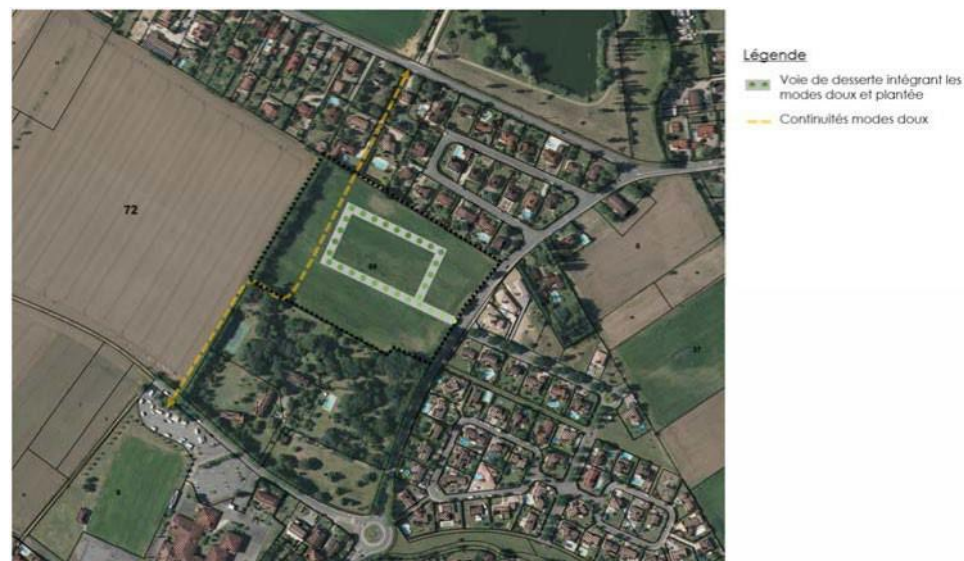 Légende
Voie de desserte intégrant les
modes doux et plantée
Continuités modes doux
72